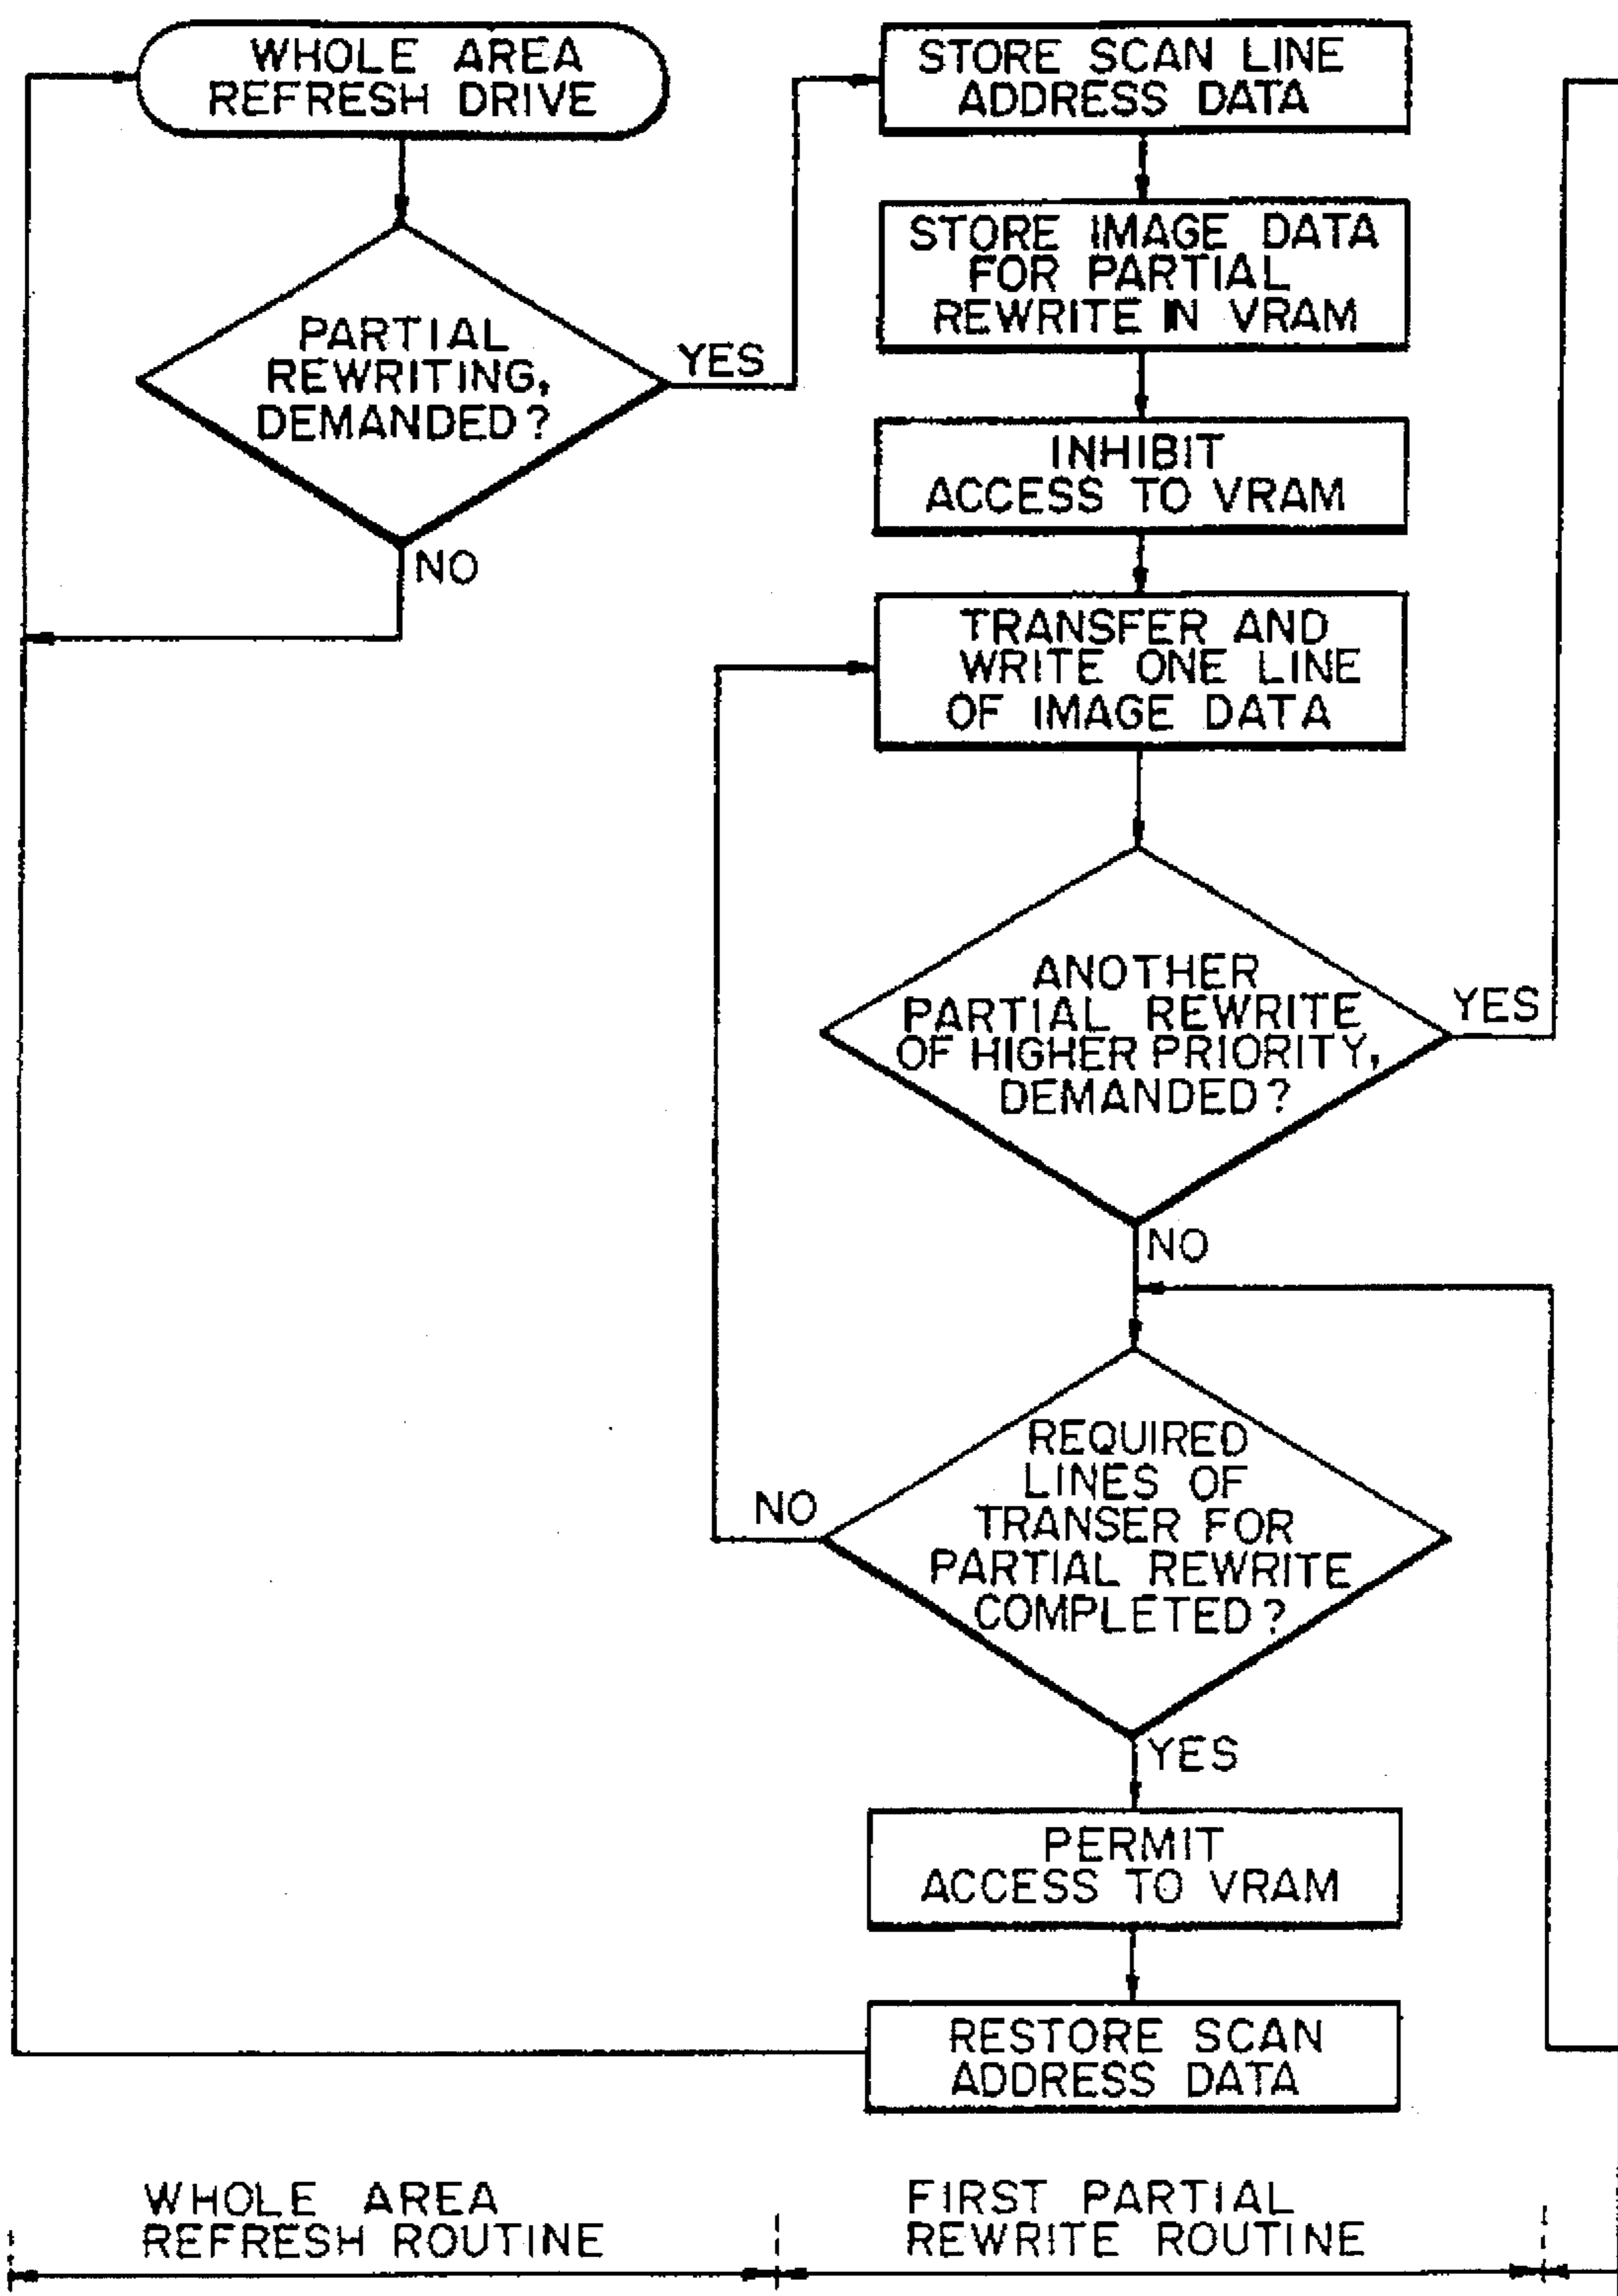 WHOLE AREA
REFRESH DRIVE
PARTIAL
REWRITING,
DEMANDED?
YES
NO
STORE SCAN LINE
ADDRESS DATA
STORE IMAGE DATA
FOR PARTIAL
REWRITE IN VRAM
INHIBIT
ACCESS TO VRAM
TRANSFER AND
WRITE ONE LINE
OF IMAGE DATA
ANOTHER
PARTIAL REWRITE
OF HIGHER PRIORITY,
DEMANDED?
YES
NO
REQUIRED
LINES OF
TRANSER FOR
PARTIAL REWRITE
COMPLETED?
NO
YES
PERMIT
ACCESS TO VRAM
RESTORE SCAN
ADDRESS DATA
WHOLE AREA
REFRESH ROUTINE
FIRST PARTIAL
REWRITE ROUTINE